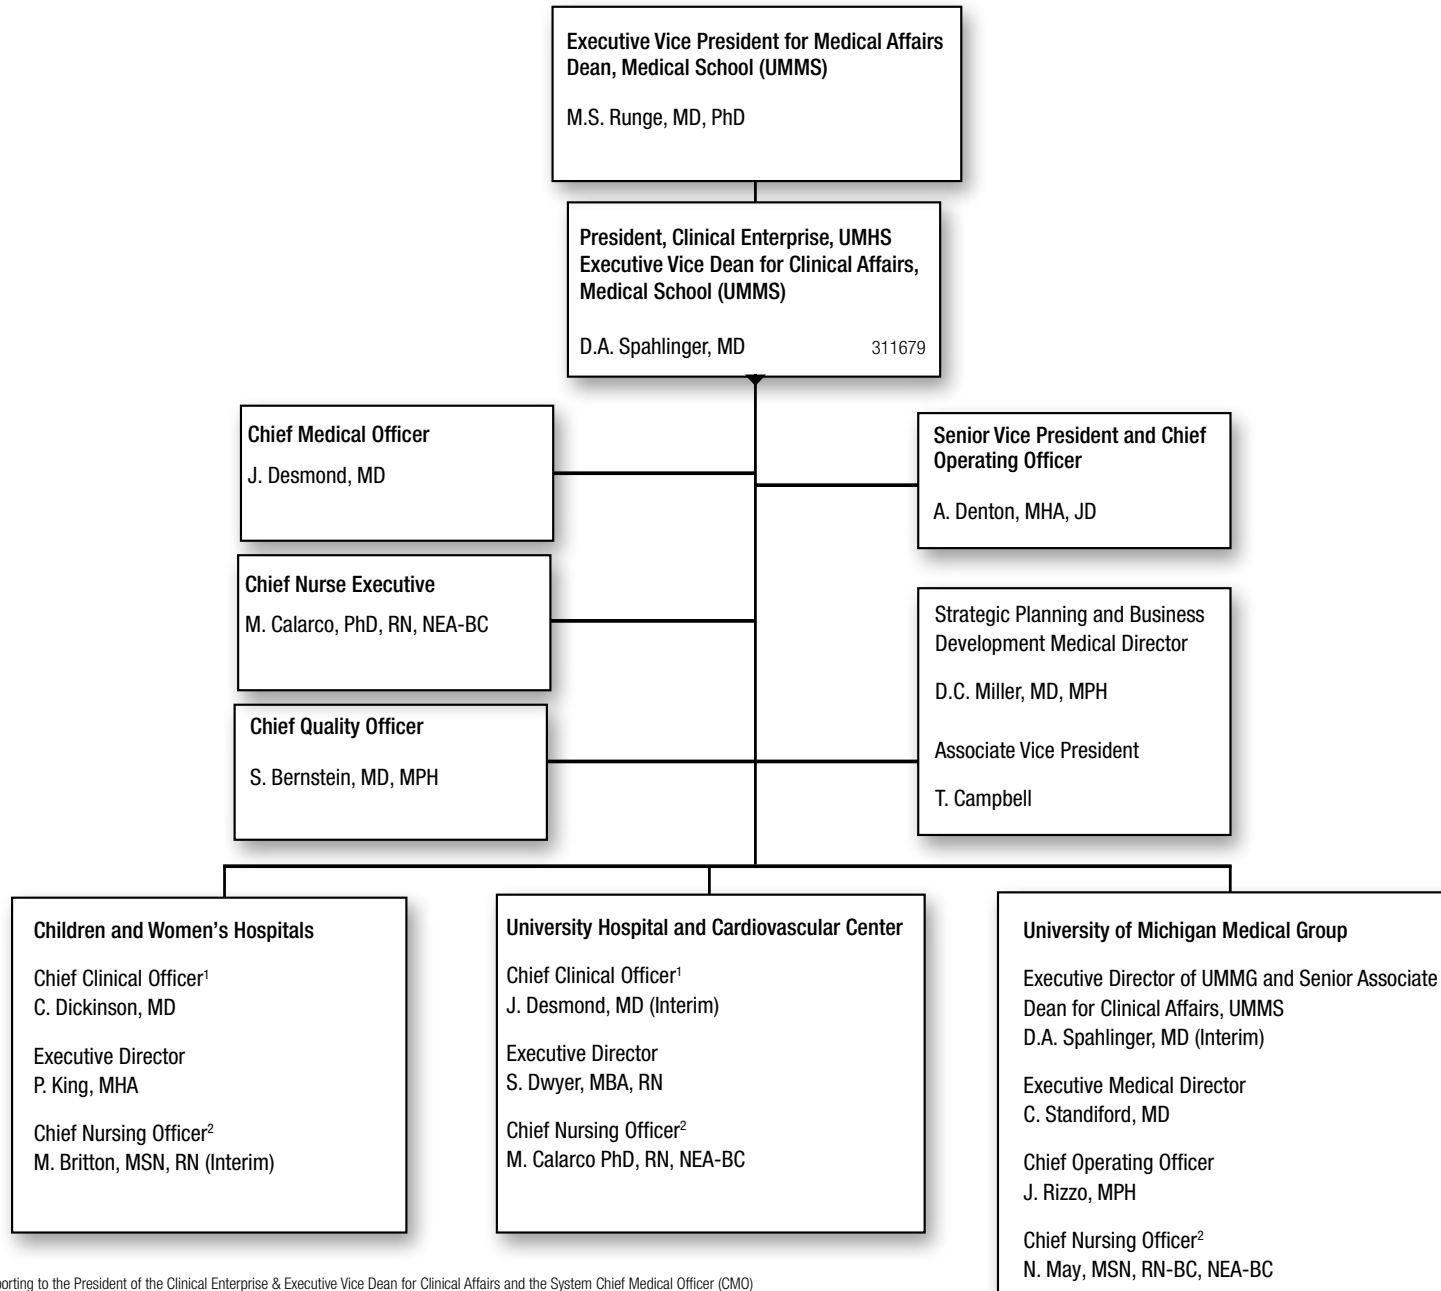 Executive Vice President for Medical Affairs
Dean, Medical School (UMMS)
M.S. Runge, MD, PhD
President, Clinical Enterprise, UMHS
Executive Vice Dean for Clinical Affairs,
Medical School (UMMS)
D.A. Spahlinger, MD 311679
Chief Medical Officer
J. Desmond, MD
Senior Vice President and Chief
Operating Officer
A. Denton, MHA, JD
Chief Nurse Executive
M. Calarco, PhD, RN, NEA-BC
Strategic Planning and Business
Development Medical Director
D.C. Miller, MD, MPH
Associate Vice President
T. Campbell
Chief Quality Officer
S. Bernstein, MD, MPH
Children and Women’s Hospitals
Chief Clinical Officer¹
C. Dickinson, MD
Executive Director
P. King, MHA
Chief Nursing Officer²
M. Britton, MSN, RN (Interim)
University Hospital and Cardiovascular Center
Chief Clinical Officer¹
J. Desmond, MD (Interim)
Executive Director
S. Dwyer, MBA, RN
Chief Nursing Officer²
M. Calarco PhD, RN, NEA-BC
University of Michigan Medical Group
Executive Director of UMMG and Senior Associate
Dean for Clinical Affairs, UMMS
D.A. Spahlinger, MD (Interim)
Executive Medical Director
C. Standiford, MD
Chief Operating Officer
J. Rizzo, MPH
Chief Nursing Officer²
N. May, MSN, RN-BC, NEA-BC
orting to the President of the Clinical Enterprise & Executive Vice Dean for Clinical Affairs and the System Chief Medical Officer (CMO)